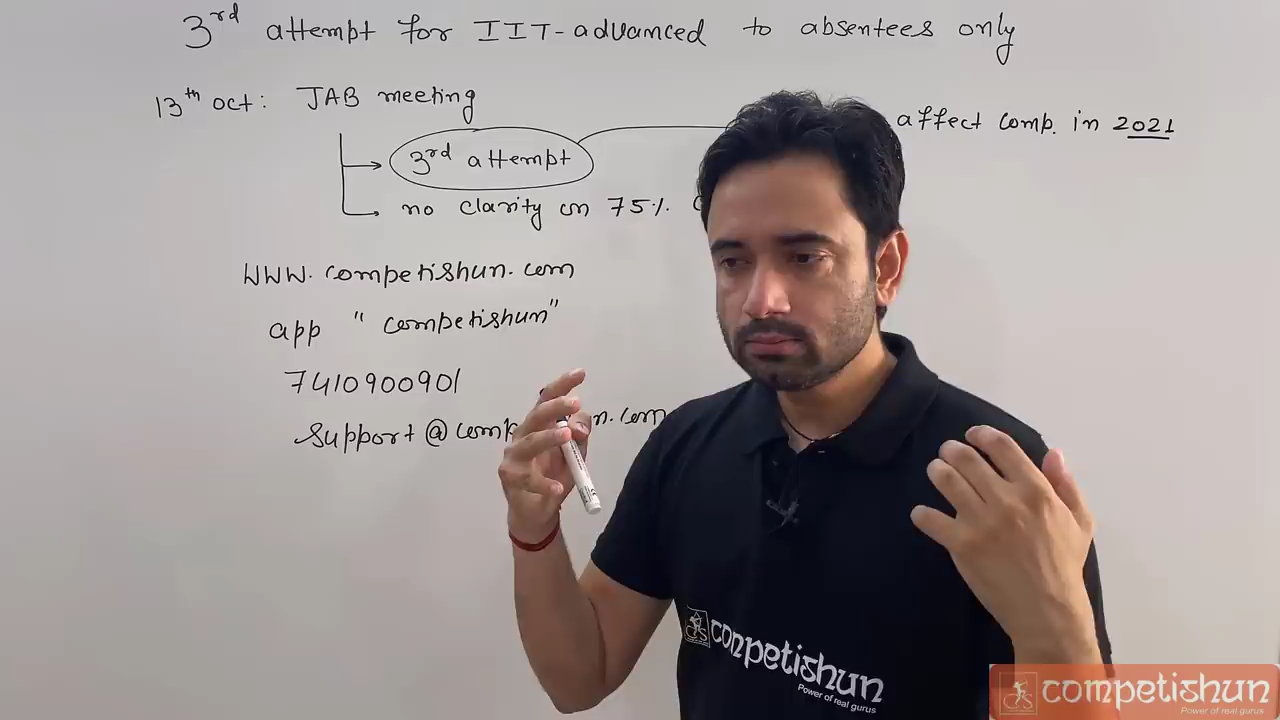 3rd attempt for IIT-advanced to absentees only
13th oct: JAB meeting
affect comp. in 2021
3rd attempt
no clarity on 75%.
www.competishun.com
app "competishun"
7410900901
support@comp
n.com
competishun
Power of real gurus
competishun
Power of real gurus